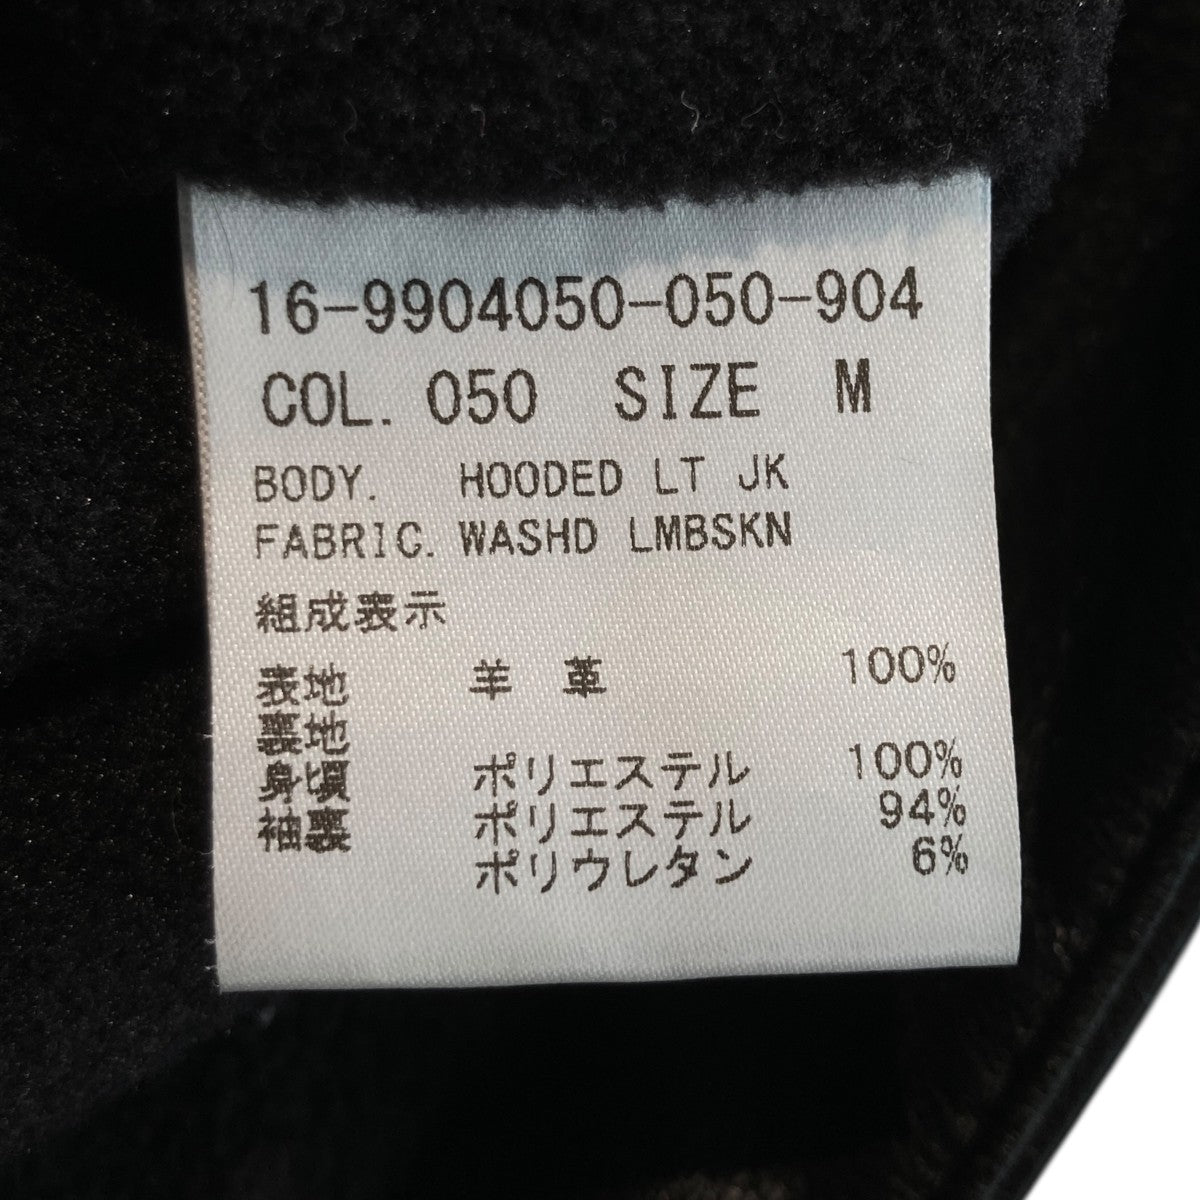 16-9904050-050-904
COL. 050 SIZE M
BODY. HOODED LT JK
FABRIC. WASHD LMBSKN
組成表示
表地 羊 革 100%
裏地
身頃 ポリエステル 100%
袖裏 ポリエステル 94%
ポリウレタン 6%